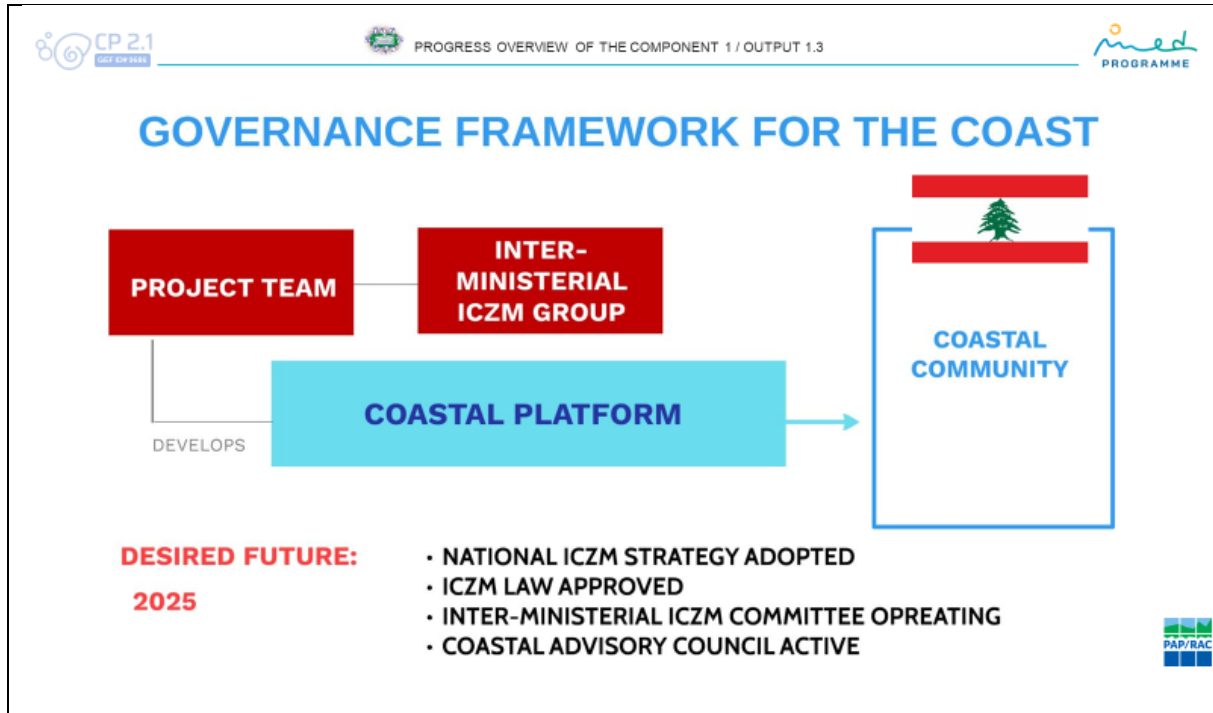 CP 2.1
PROGRESS OVERVIEW OF THE COMPONENT 1 / OUTPUT 1.3
med
PROGRAMME
GOVERNANCE FRAMEWORK FOR THE COAST
PROJECT TEAM
INTER-
MINISTERIAL
ICZM GROUP
COASTAL
COMMUNITY
COASTAL PLATFORM
DEVELOPS
DESIRED FUTURE:
2025
• NATIONAL ICZM STRATEGY ADOPTED
• ICZM LAW APPROVED
• INTER-MINISTERIAL ICZM COMMITTEE OPREATING
• COASTAL ADVISORY COUNCIL ACTIVE
PAP/RAC